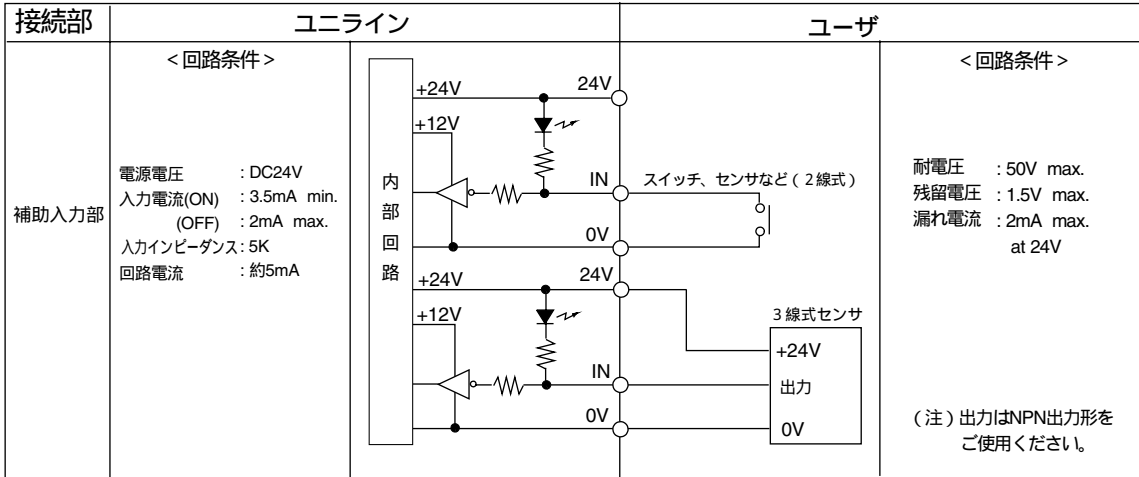 接続部
ユニライン
ユーザ
補助入力部
<回路条件>
電源電圧 : DC24V
入力電流(ON) : 3.5mA min.
(OFF) : 2mA max.
入力インピーダンス: 5K
回路電流 : 約5mA
内部回路
+24V
24V
+12V
IN
0V
+24V
24V
+12V
IN
0V
スイッチ、センサなど(2線式)
3線式センサ
+24V
出力
0V
<回路条件>
耐電圧 : 50V max.
残留電圧 : 1.5V max.
漏れ電流 : 2mA max.
at 24V
(注)出力はNPN出力形を
ご使用ください。